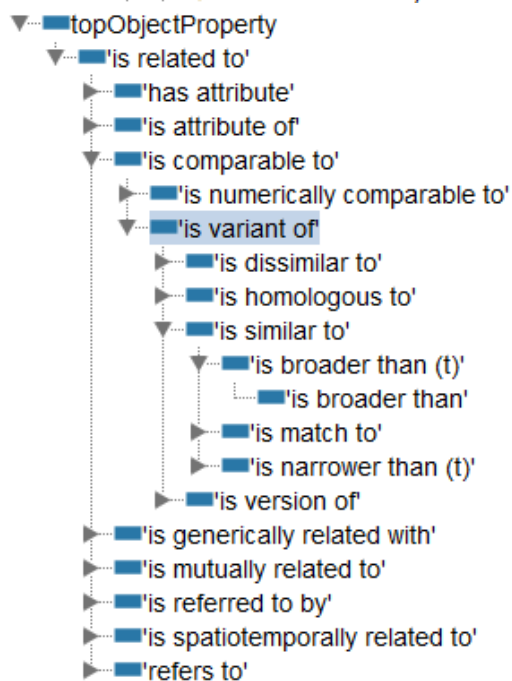 topObjectProperty
'is related to'
'has attribute'
'is attribute of'
'is comparable to'
'is numerically comparable to'
'is variant of'
'is dissimilar to'
'is homologous to'
'is similar to'
'is broader than (t)'
'is broader than'
'is match to'
'is narrower than (t)'
'is version of'
'is generically related with'
'is mutually related to'
'is referred to by'
'is spatiotemporally related to'
'refers to'